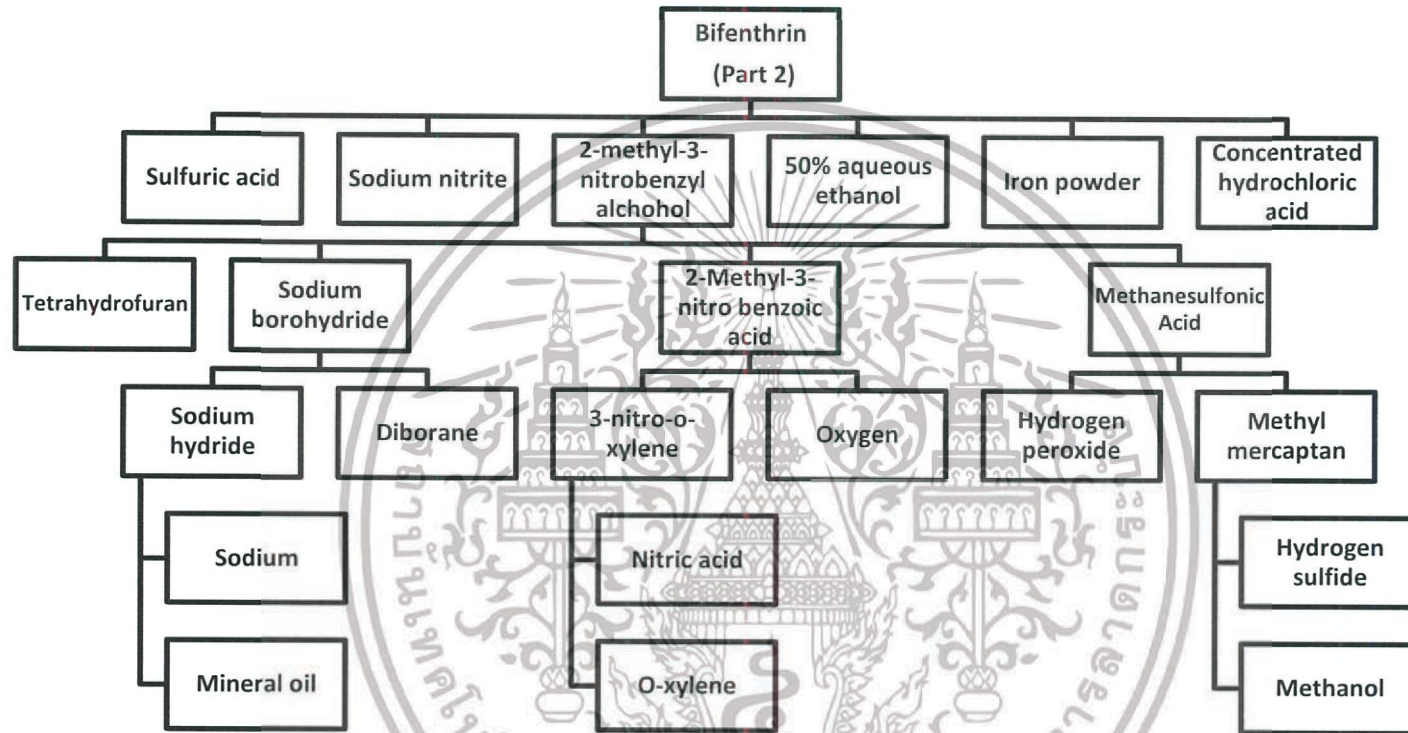 Bifenthrin
(Part 2)
Sulfuric acid
Sodium nitrite
2-methyl-3-
nitrobenzyl
alchohol
50% aqueous
ethanol
Iron powder
Concentrated
hydrochloric
acid
Tetrahydrofuran
Sodium
borohydride
2-Methyl-3-
nitro benzoic
acid
Methanesulfonic
Acid
Sodium
hydride
Diborane
3-nitro-o-
xylene
Oxygen
Hydrogen
peroxide
Methyl
mercaptan
Sodium
Nitric acid
Hydrogen
sulfide
Mineral oil
O-xylene
Methanol